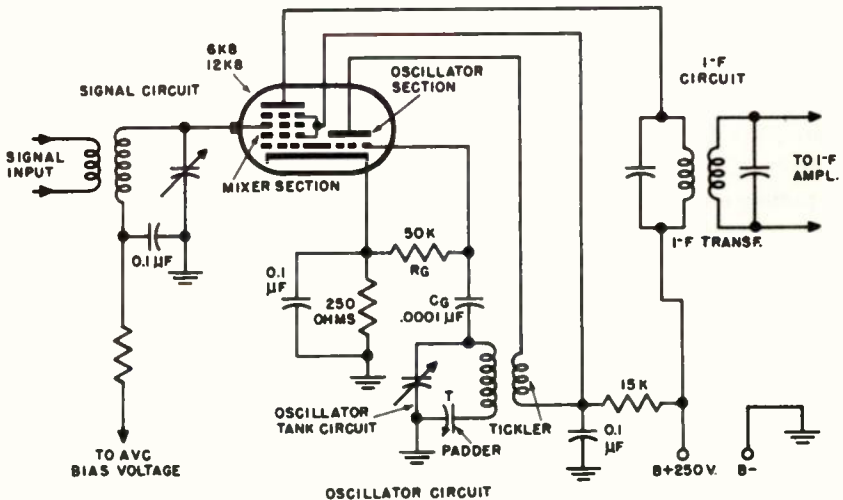 6K8
12K8
SIGNAL CIRCUIT
OSCILLATOR
SECTION
I-F
CIRCUIT
SIGNAL
INPUT
MIXER SECTION
TO I-F
AMPL.
0.1 µF
50K
RG
I-F TRANSF.
0.1
µF
250
OHMS
CG
.0001 µF
15K
T
OSCILLATOR
TANK CIRCUIT
PADDER
TICKLER
0.1
µF
TO AVC
BIAS VOLTAGE
B+250 V.
B-
OSCILLATOR CIRCUIT